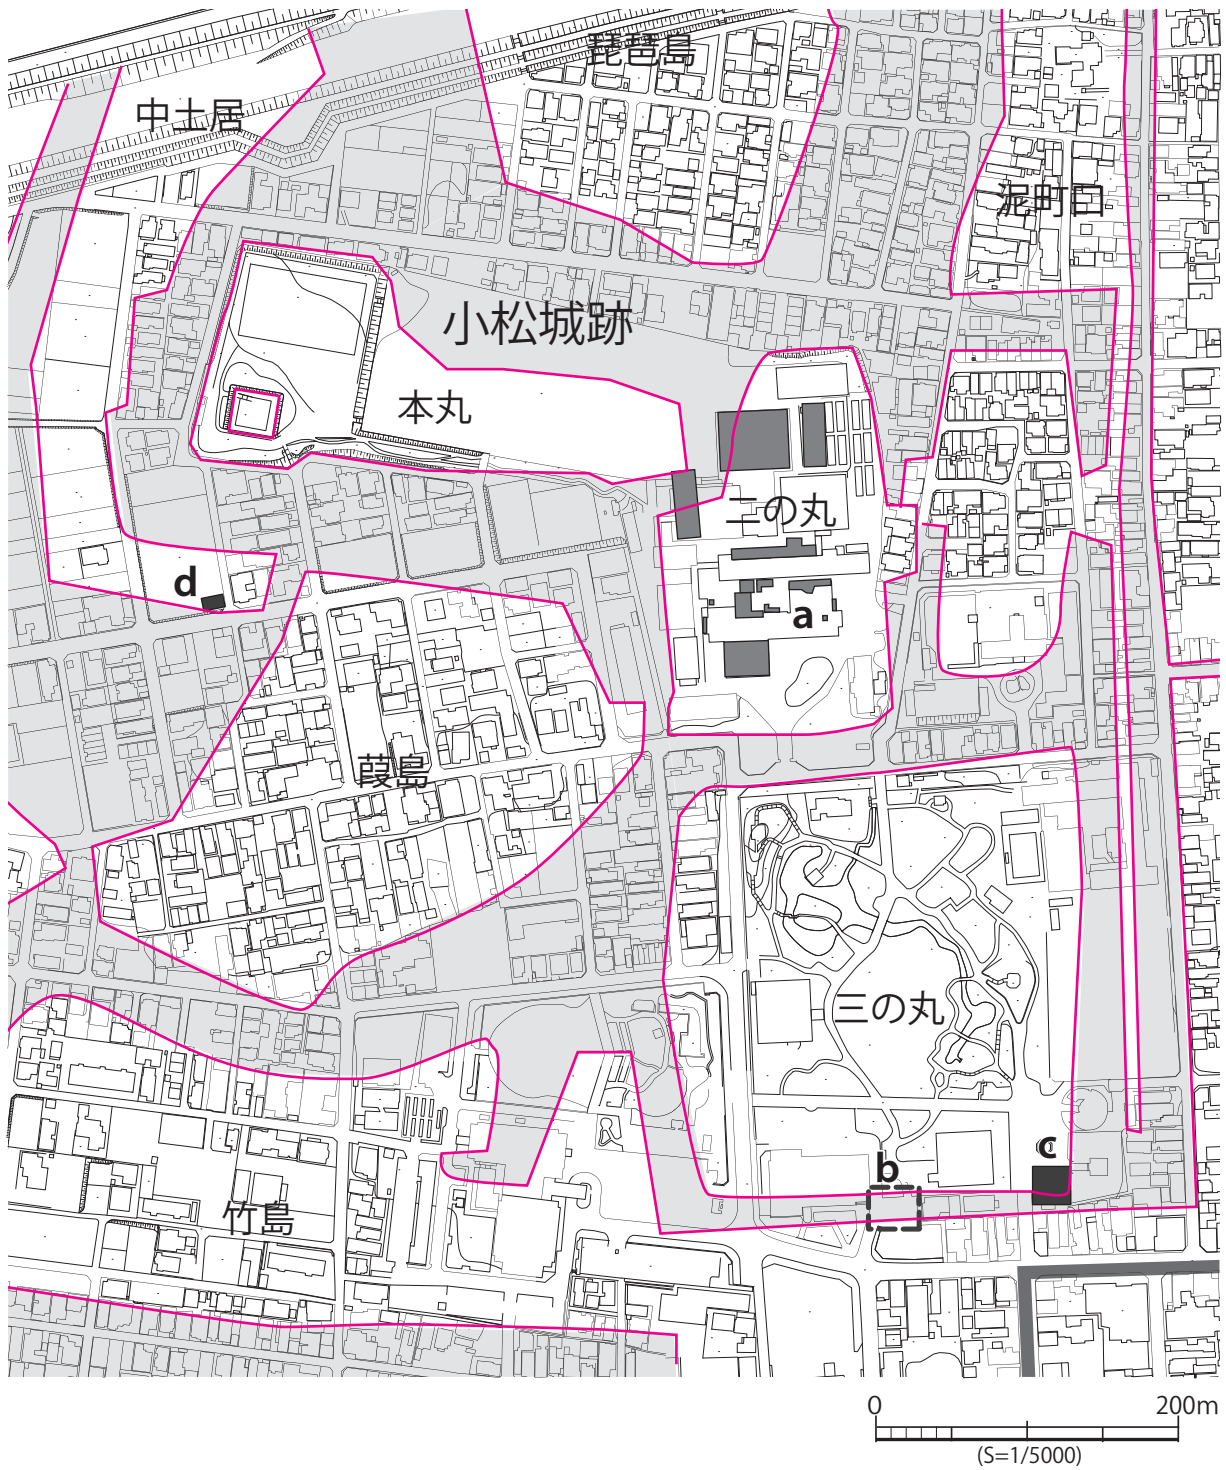 琵琶島
中土居
泥町口
小松城跡
本丸
二の丸
d
a
葭島
三の丸
c
b
竹島
0 200m
(S=1/5000)